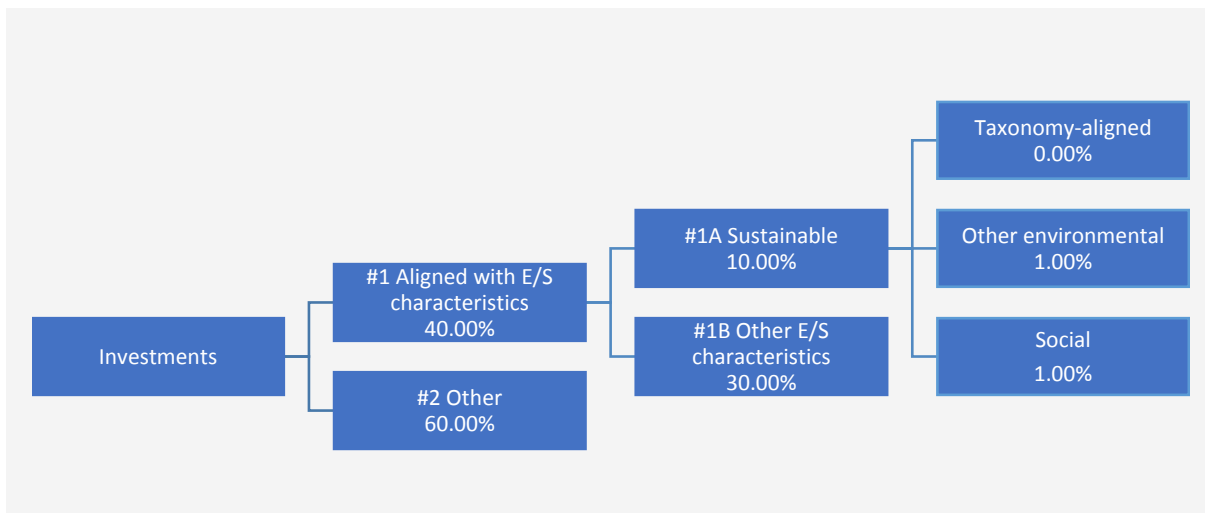 Investments
#1 Aligned with E/S
characteristics
40.00%
#2 Other
60.00%
#1A Sustainable
10.00%
#1B Other E/S
characteristics
30.00%
Taxonomy-aligned
0.00%
Other environmental
1.00%
Social
1.00%